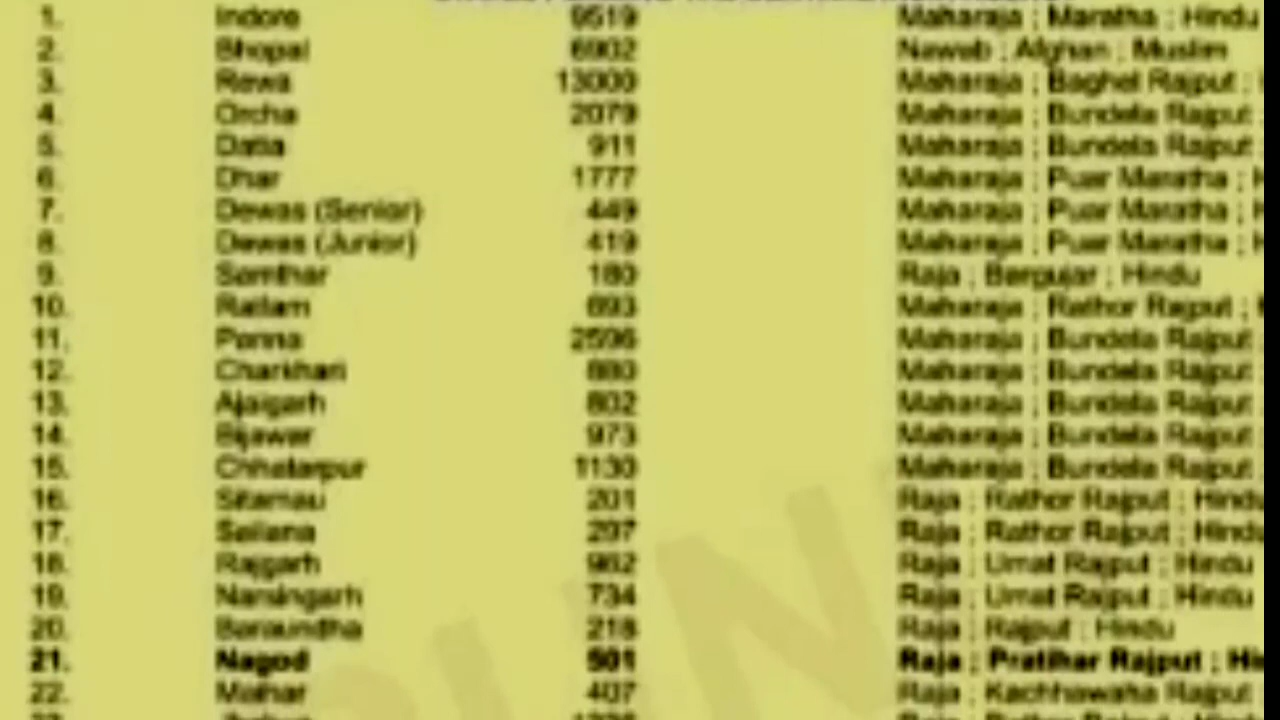 1. Indore 9519 Maharaja ; Maratha ; Hindu
2. Bhopal 6902 Nawab ; Afghan ; Muslim
3. Rewa 13000 Maharaja ; Baghel Rajput ;
4. Orcha 2079 Maharaja ; Bundela Rajput ;
5. Datia 911 Maharaja ; Bundela Rajput ;
6. Dhar 1777 Maharaja ; Puar Maratha ; H
7. Dewas (Senior) 449 Maharaja ; Puar Maratha ; H
8. Dewas (Junior) 419 Maharaja ; Puar Maratha ; H
9. Samthar 180 Raja ; Bargujar ; Hindu
10. Ratlam 693 Maharaja ; Rathor Rajput ;
11. Panna 2596 Maharaja ; Bundela Rajput ;
12. Charkhari 880 Maharaja ; Bundela Rajput ;
13. Ajaigarh 802 Maharaja ; Bundela Rajput ;
14. Bijawar 973 Maharaja ; Bundela Rajput ;
15. Chhatarpur 1130 Maharaja ; Bundela Rajput ;
16. Sitamau 201 Raja ; Rathor Rajput ; Hindu
17. Sailana 297 Raja ; Rathor Rajput ; Hindu
18. Rajgarh 962 Raja ; Umat Rajput ; Hindu
19. Narsingarh 734 Raja ; Umat Rajput ; Hindu
20. Baraundha 218 Raja ; Rajput ; Hindu
21. Nagod 501 Raja ; Pratihar Rajput ; Hin
22. Maihar 407 Raja ; Kachhawaha Rajput ;